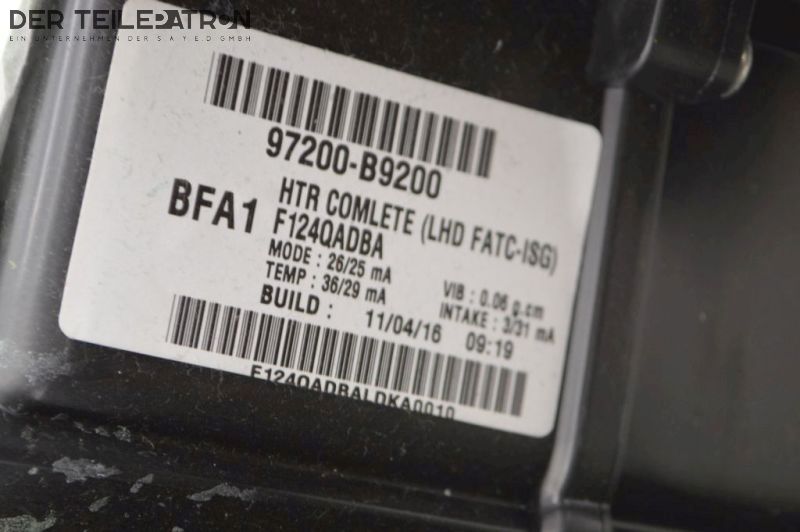 DER TEILEPATRON
EIN UNTERNEHMEN DER S A Y E D GMBH
97200-B9200
BFA1
HTR COMLETE (LHD FATC-ISG)
F124QADBA
MODE : 26/25 mA
VIB : 0.06 g.cm
TEMP : 36/29 mA
INTAKE : 3/31 mA
BUILD : 11/04/16 09:19
F124QADBALDKA0010